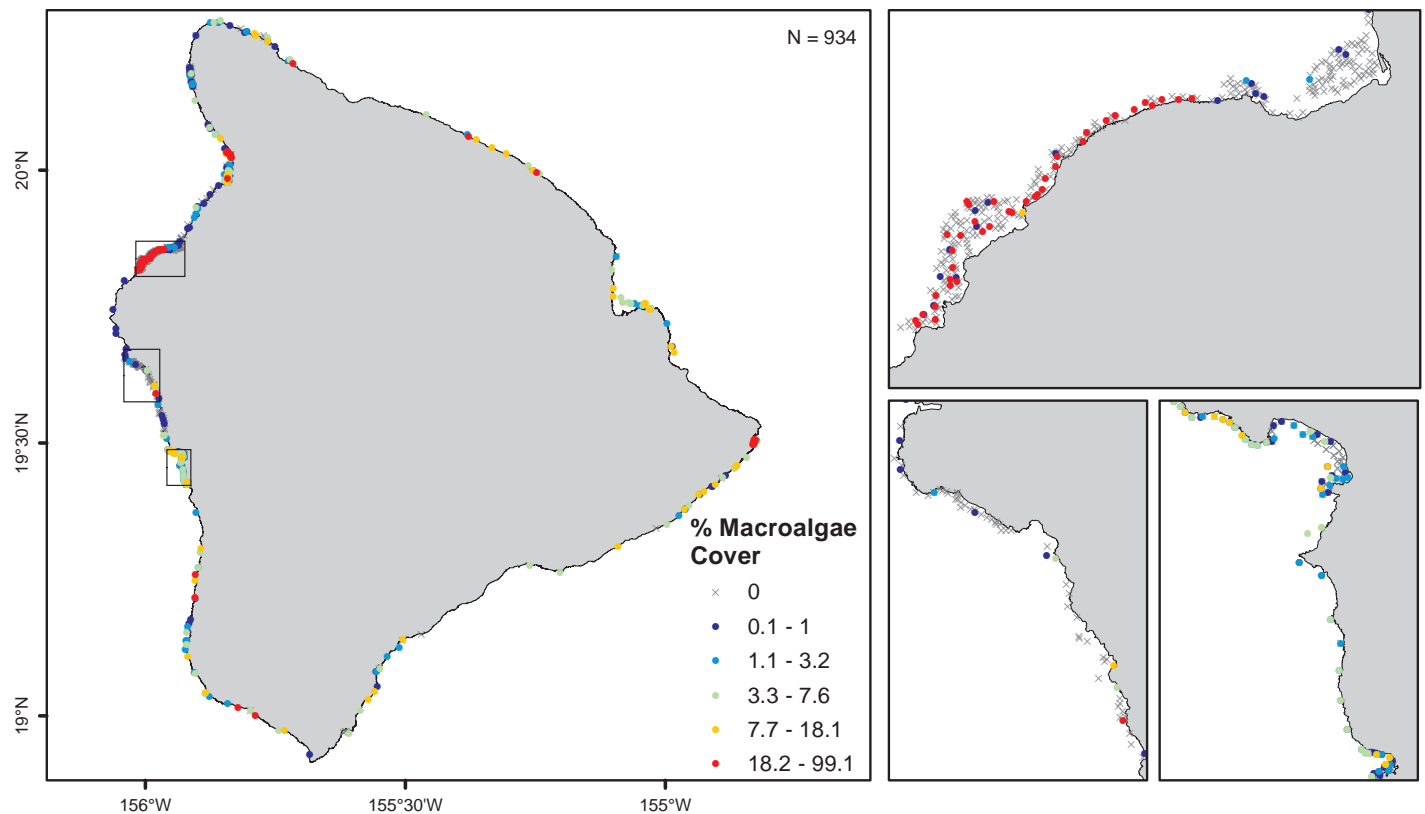 N = 934
20°N
19°30'N
19°N
% Macroalgae
Cover
0
0.1 - 1
1.1 - 3.2
3.3 - 7.6
7.7 - 18.1
18.2 - 99.1
156°W
155°30'W
155°W